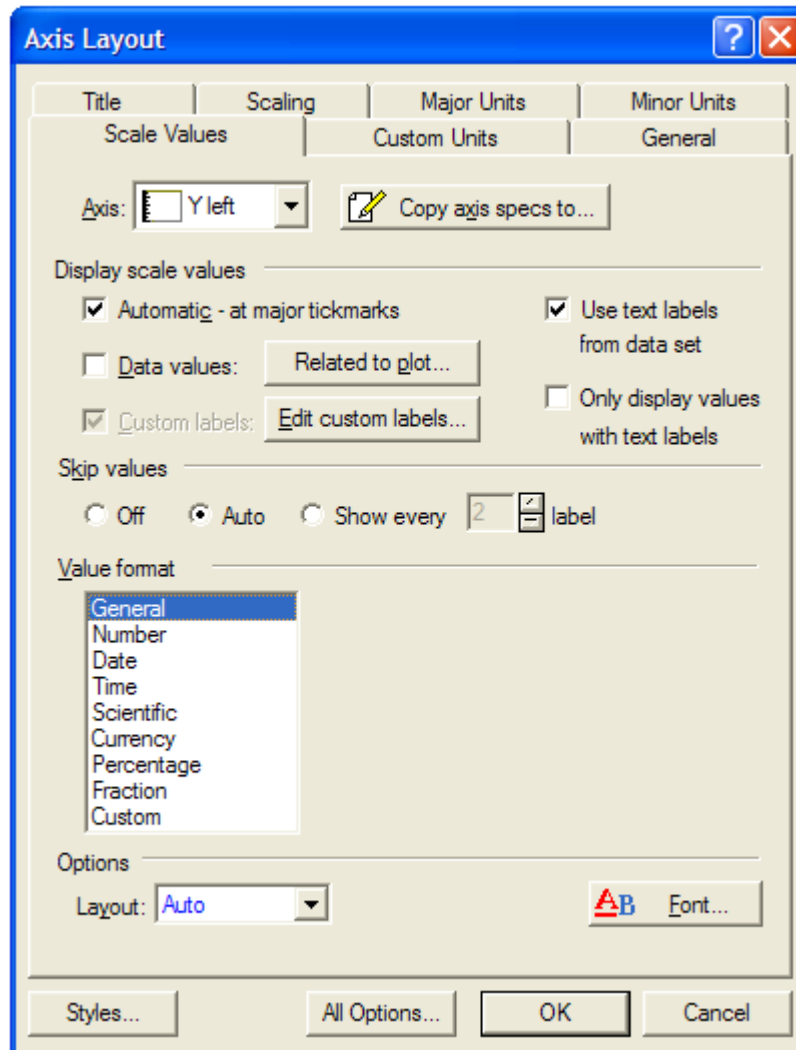 Axis Layout
Title Scaling Major Units Minor Units
Scale Values Custom Units General
Axis: Y left Copy axis specs to...
Display scale values
Automatic - at major tickmarks Use text labels
from data set
Data values: Related to plot...
Only display values
Custom labels: Edit custom labels...
with text labels
Skip values
Off Auto Show every 2 label
Value format
General
Number
Date
Time
Scientific
Currency
Percentage
Fraction
Custom
Options
Layout: Auto AB Font...
Styles... All Options... OK Cancel